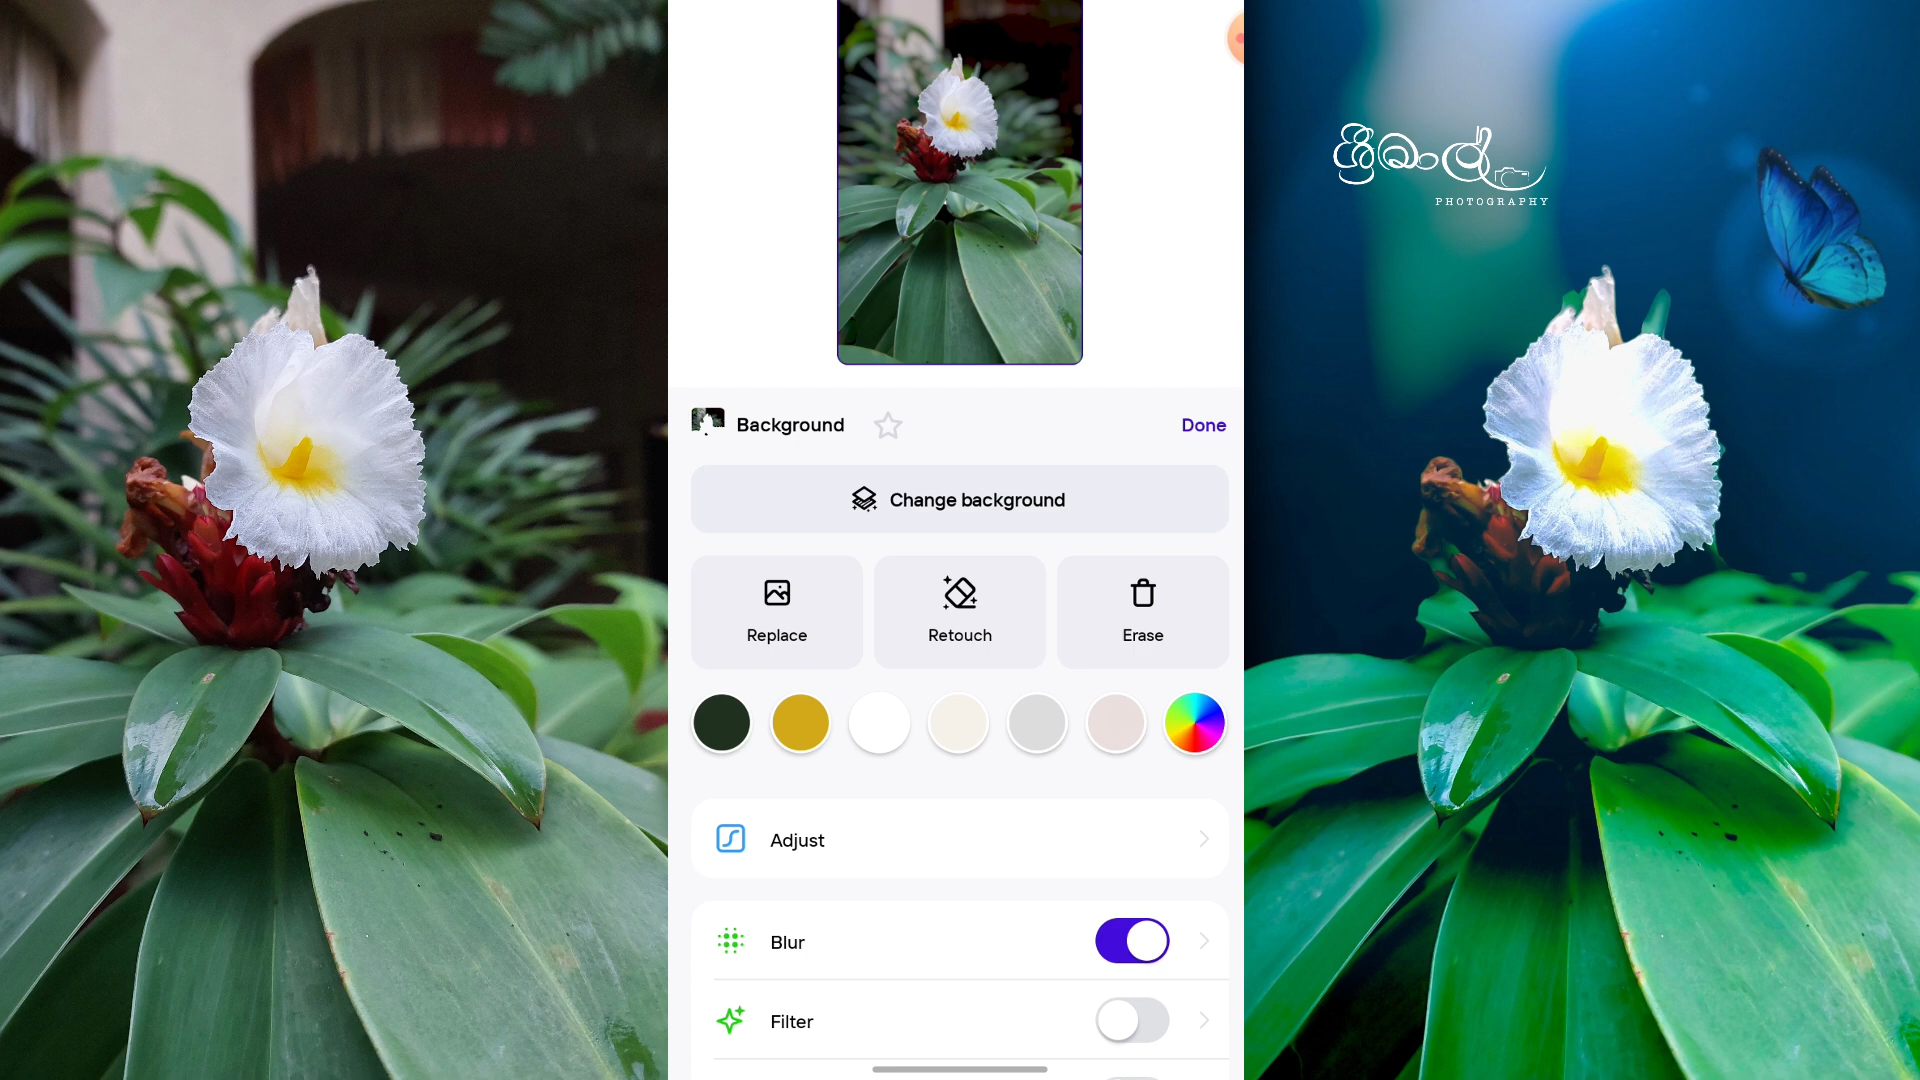 Background
Done
Change background
Replace
Retouch
Erase
Adjust
Blur
Filter
PHOTOGRAPHY